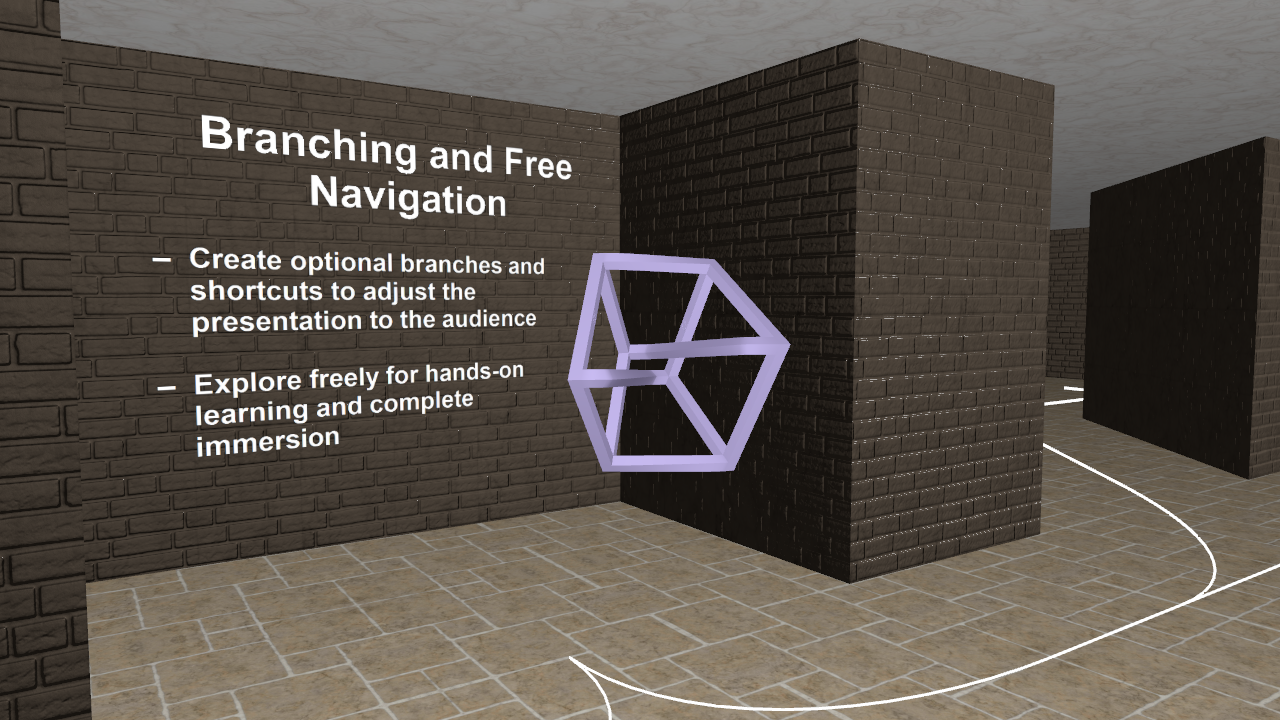 Branching and Free
Navigation
– Create optional branches and
shortcuts to adjust the
presentation to the audience
– Explore freely for hands-on
learning and complete
immersion